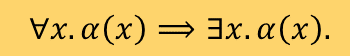 ∀x. α(x) ⟹ ∃x. α(x).